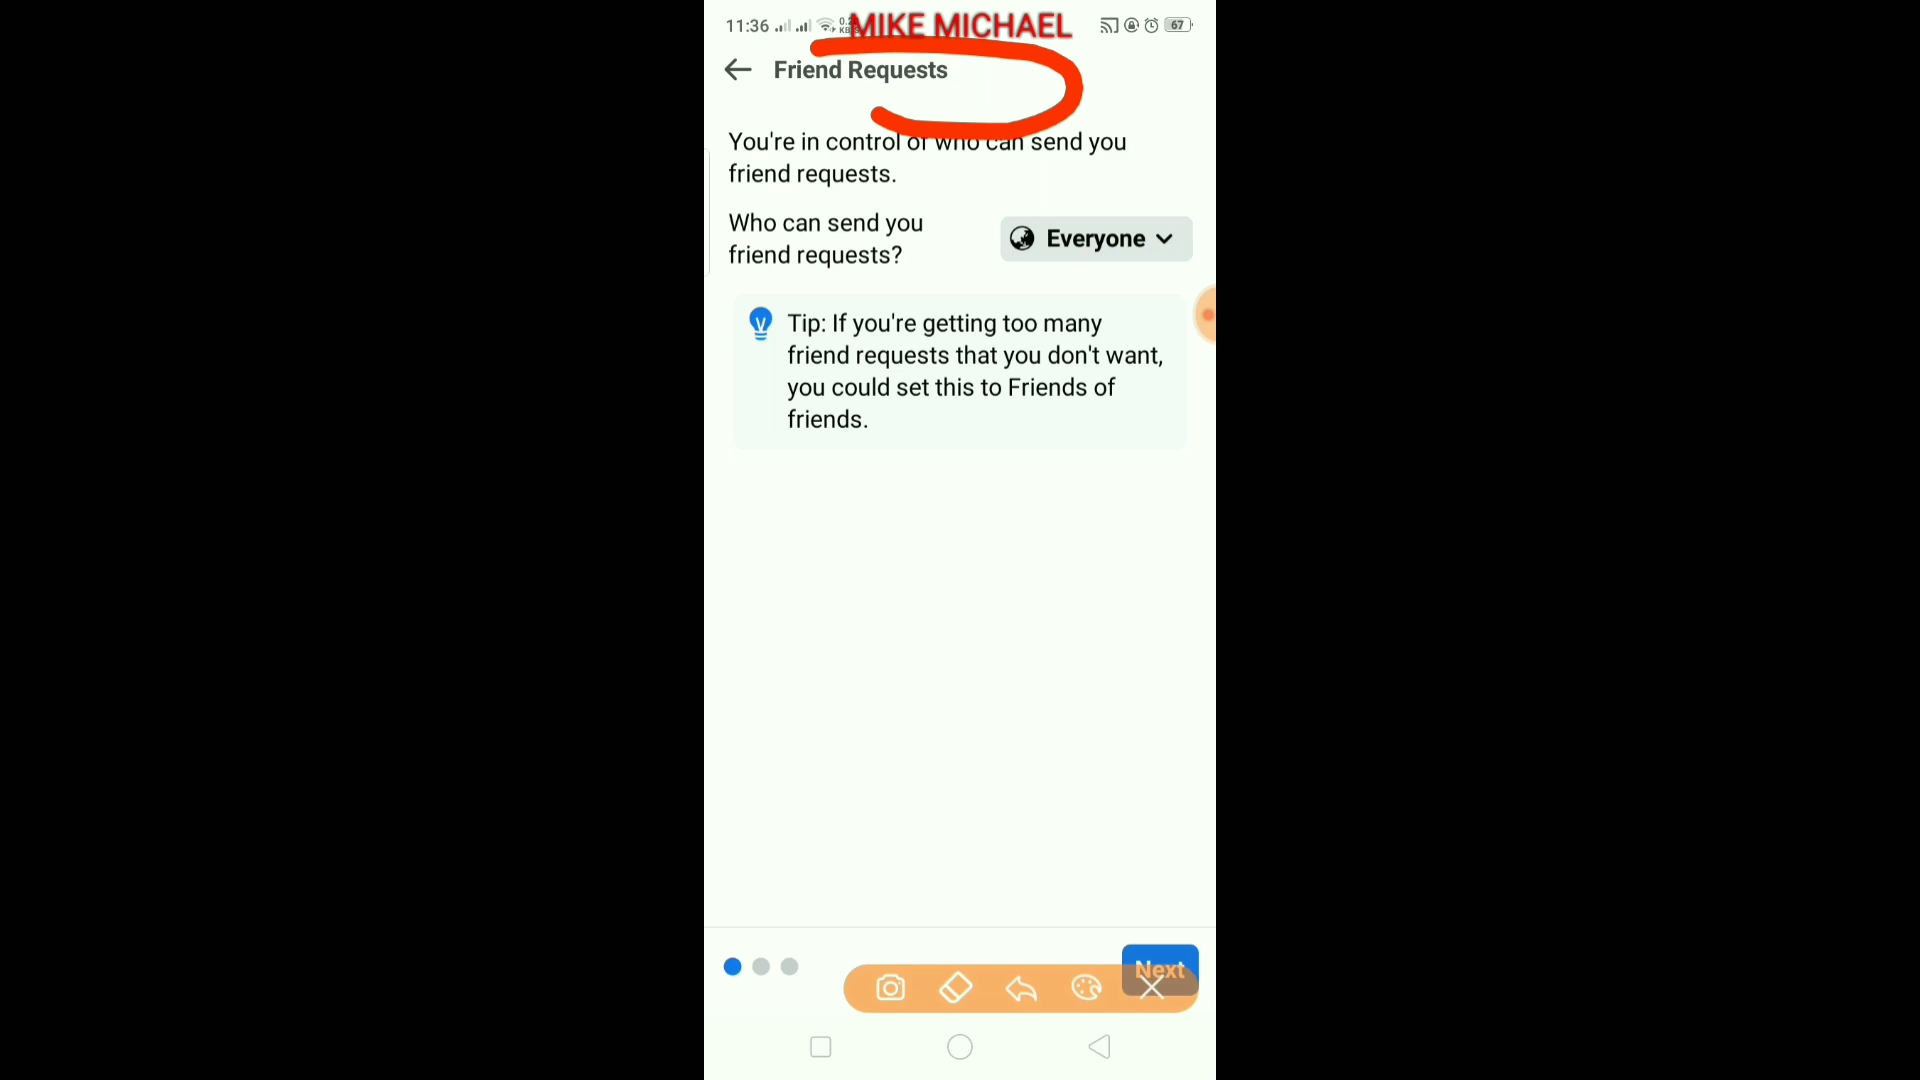 11:36
MIKE MICHAEL
67
Friend Requests
You're in control of who can send you
friend requests.
Who can send you
friend requests?
Everyone
Tip: If you're getting too many
friend requests that you don't want,
you could set this to Friends of
friends.
Next